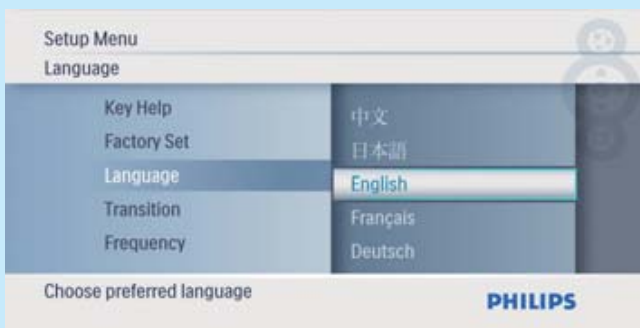 Setup Menu
Language
Key Help
Factory Set
Language
Transition
Frequency
中文
日本語
English
Français
Deutsch
Choose preferred language
PHILIPS